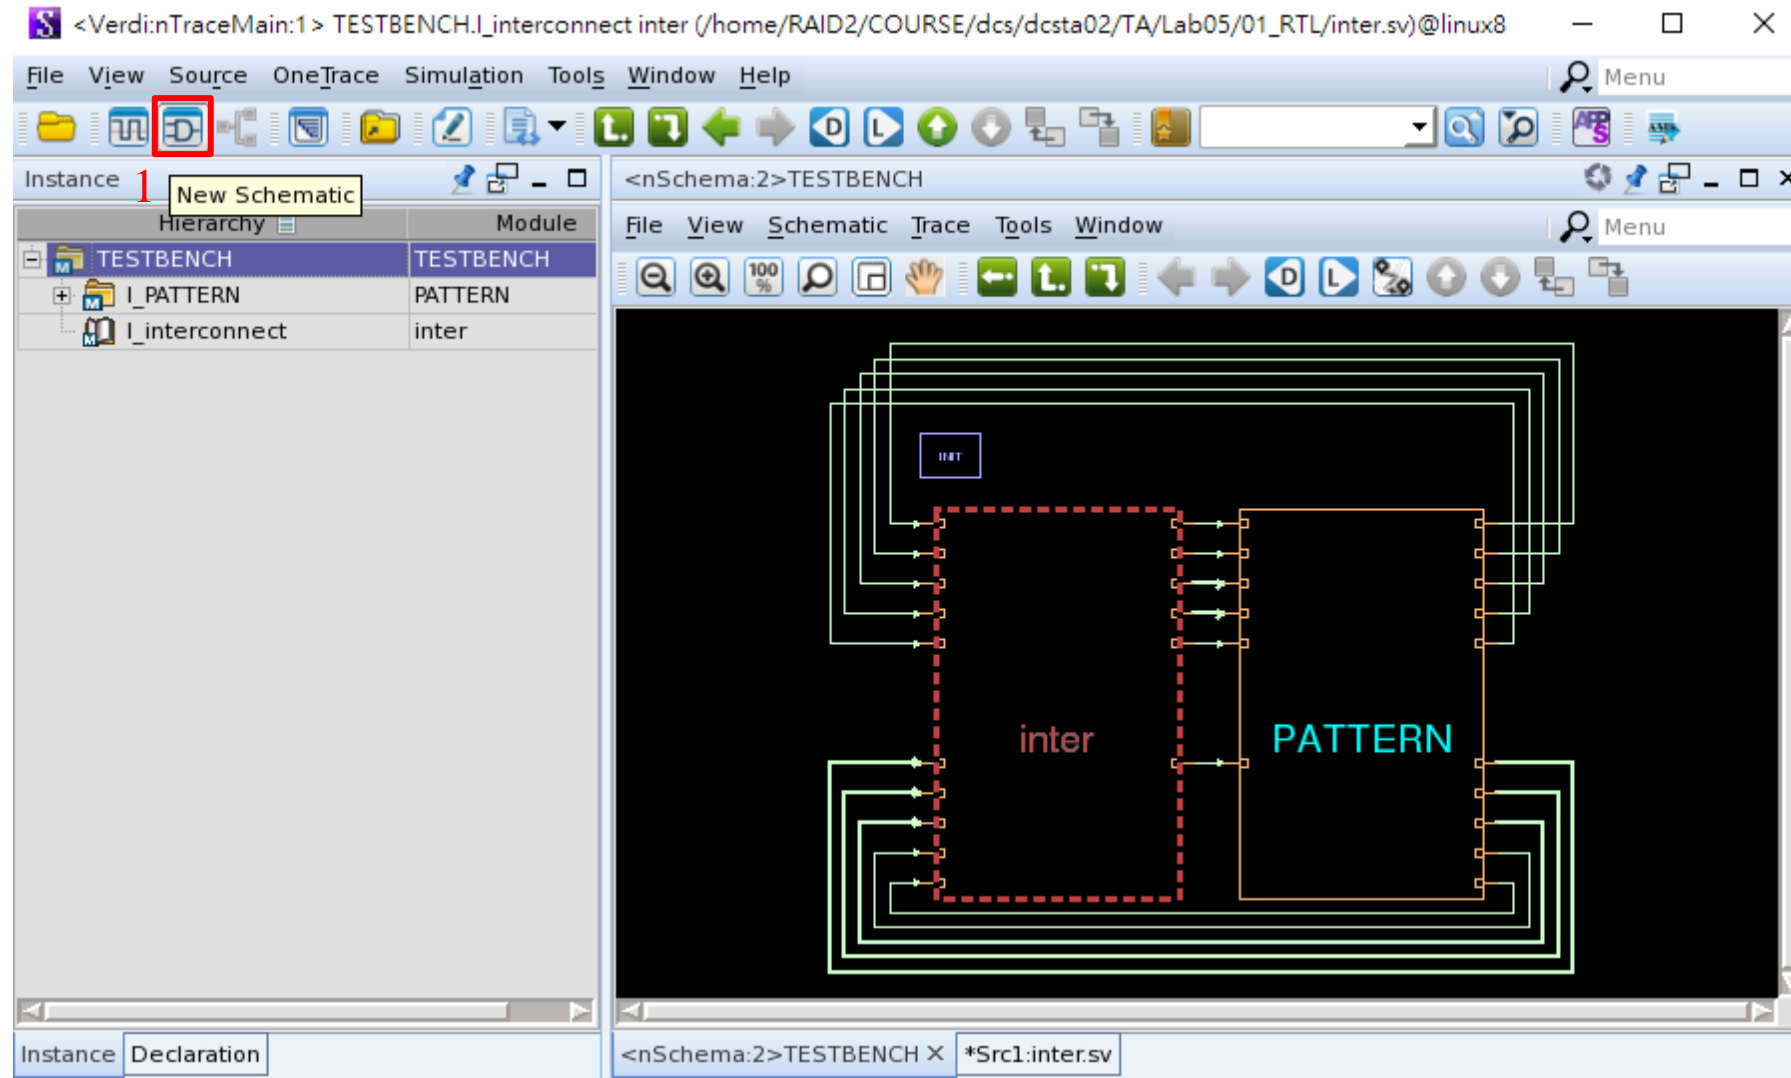 <Verdi:nTraceMain:1> TESTBENCH.I_interconnect inter (/home/RAID2/COURSE/dcs/dcsta02/TA/Lab05/01_RTL/inter.sv)@linux8
File View Source OneTrace Simulation Tools Window Help
Menu
APPS
Instance
1
New Schematic
<nSchema:2>TESTBENCH
Hierarchy Module
File View Schematic Trace Tools Window
Menu
TESTBENCH TESTBENCH
100 %
I_PATTERN PATTERN
I_interconnect inter
INIT
inter
PATTERN
Instance Declaration
<nSchema:2>TESTBENCH
*Src1:inter.sv